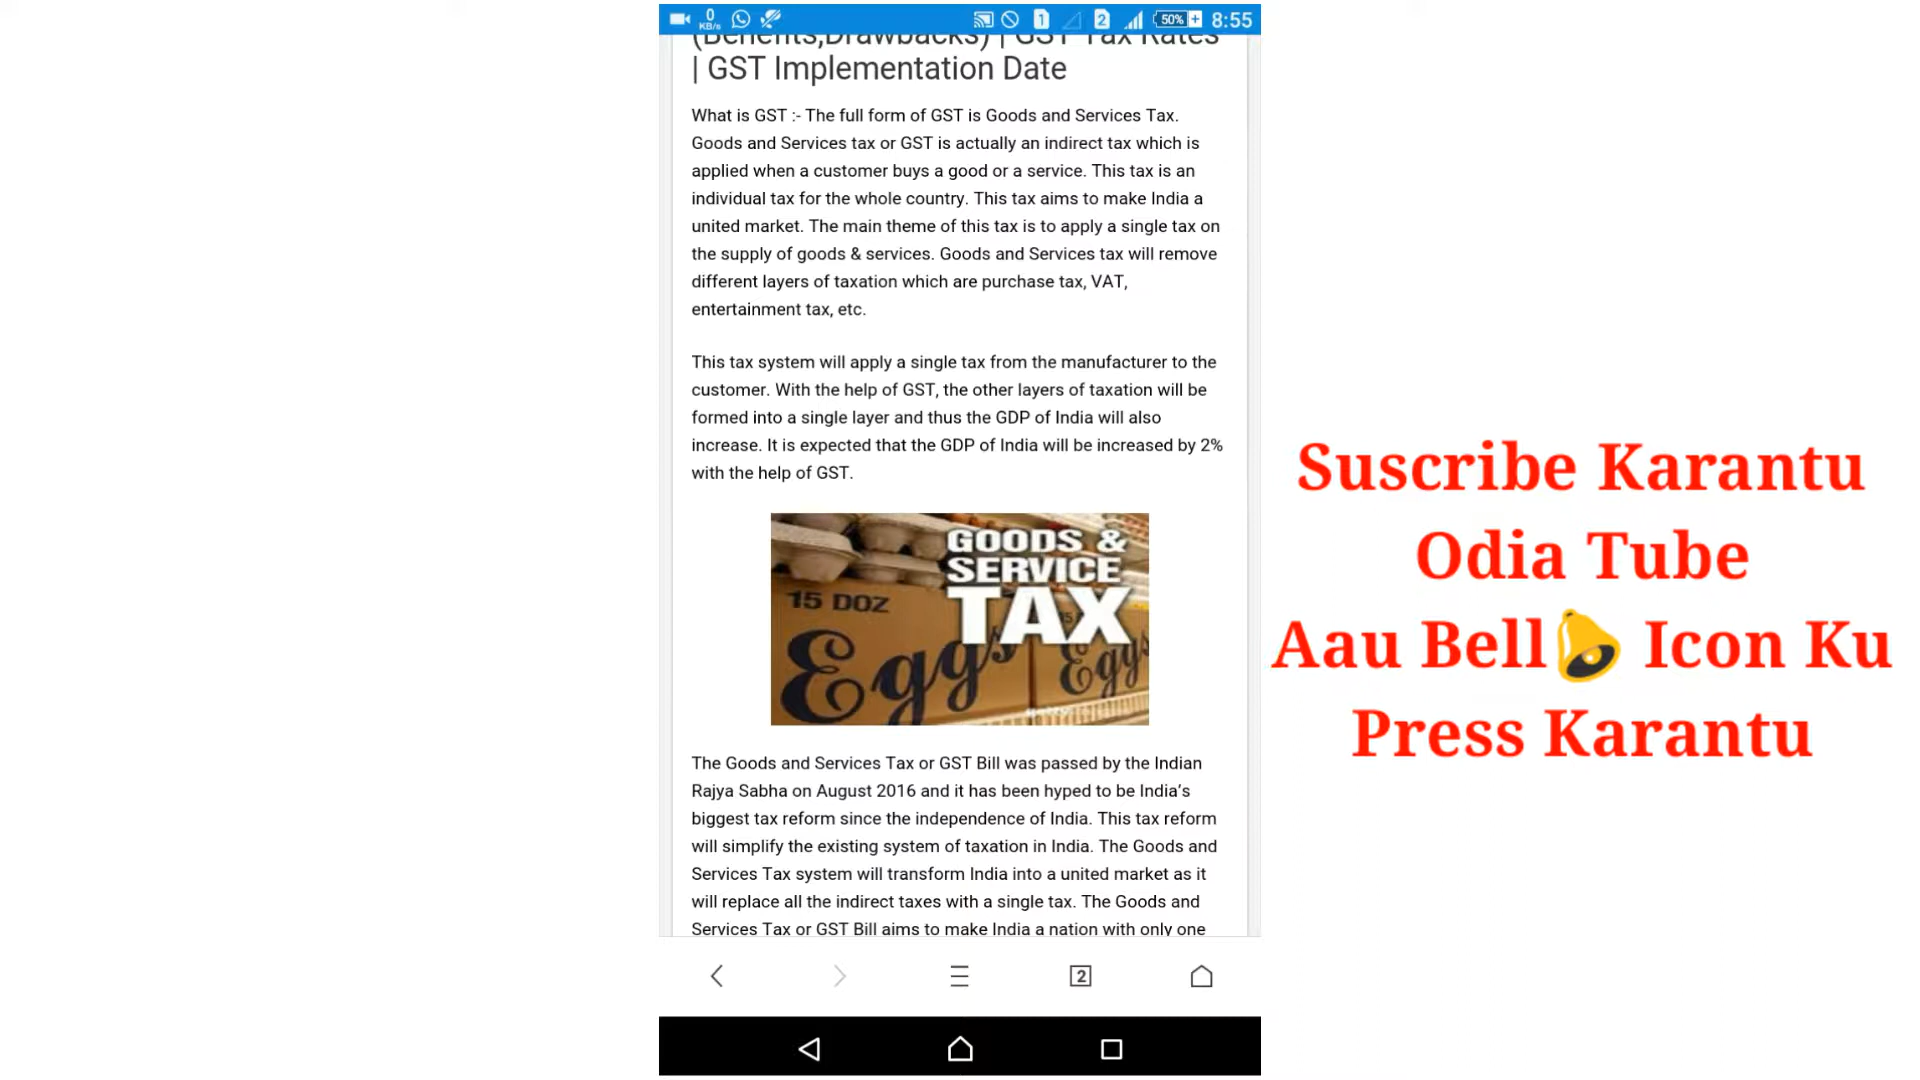 0
KB/s
1
2
50%
8:55
(Benefits,Drawbacks) | GST Tax Rates
| GST Implementation Date
What is GST :- The full form of GST is Goods and Services Tax.
Goods and Services tax or GST is actually an indirect tax which is
applied when a customer buys a good or a service. This tax is an
individual tax for the whole country. This tax aims to make India a
united market. The main theme of this tax is to apply a single tax on
the supply of goods & services. Goods and Services tax will remove
different layers of taxation which are purchase tax, VAT,
entertainment tax, etc.
This tax system will apply a single tax from the manufacturer to the
customer. With the help of GST, the other layers of taxation will be
formed into a single layer and thus the GDP of India will also
increase. It is expected that the GDP of India will be increased by 2%
with the help of GST.
GOODS &
SERVICE
TAX
15 DOZ
Eggs
Eggs
The Goods and Services Tax or GST Bill was passed by the Indian
Rajya Sabha on August 2016 and it has been hyped to be India's
biggest tax reform since the independence of India. This tax reform
will simplify the existing system of taxation in India. The Goods and
Services Tax system will transform India into a united market as it
will replace all the indirect taxes with a single tax. The Goods and
Services Tax or GST Bill aims to make India a nation with only one
2
Suscribe Karantu
Odia Tube
Aau Bell🔔 Icon Ku
Press Karantu